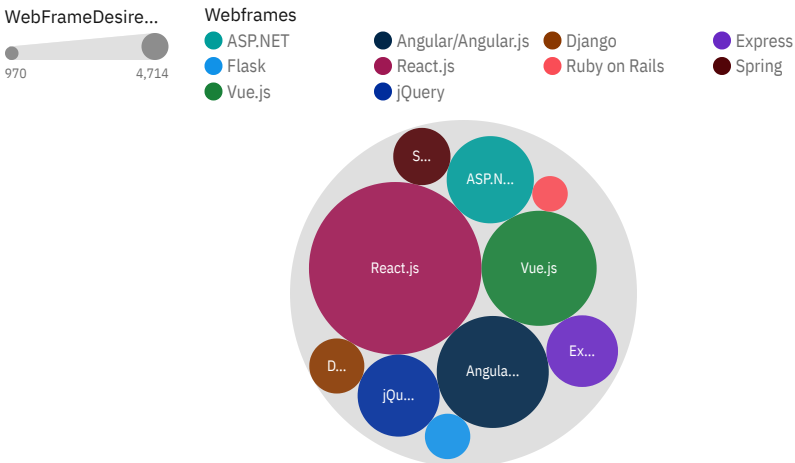 WebFrameDesire...
970 4,714
Webframes
ASP.NET Angular/Angular.js Django Express
Flask React.js Ruby on Rails Spring
Vue.js jQuery
S...
ASP.N...
React.js
Vue.js
Ex...
D...
Angula...
jQu...